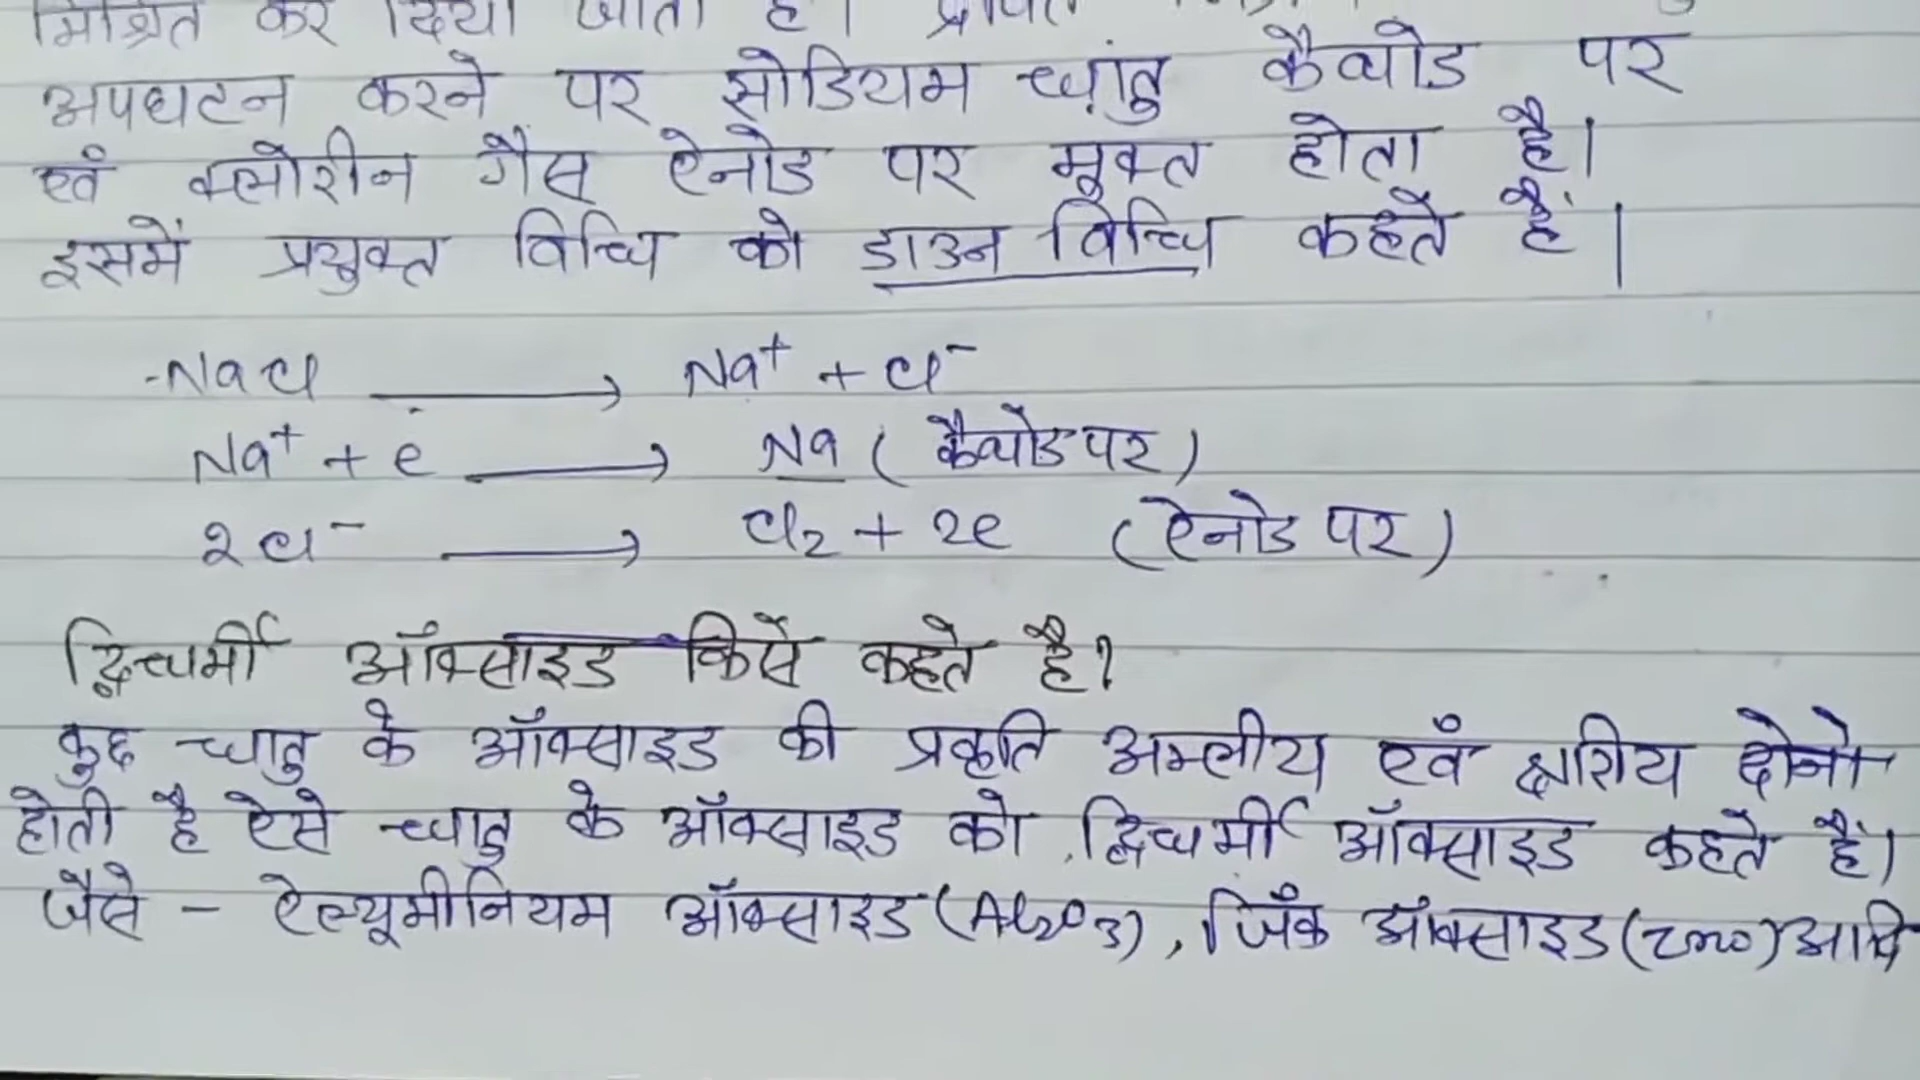 मिश्रित कर दिया जाता है।
अपघटन करने पर सोडियम धातु कैथोड पर
एवं क्लोरीन गैस ऐनोड पर मुक्त होता है।
इसमें प्रयुक्त विधि को डाउन विधि कहते हैं।
NaCl ⟶ Na⁺ + Cl⁻
Na⁺ + e ⟶ Na (कैथोड पर)
2Cl⁻ ⟶ Cl₂ + 2e (ऐनोड पर)
द्विधर्मी ऑक्साइड किसे कहते है?
कुछ धातु के ऑक्साइड की प्रकृति अम्लीय एवं क्षारिय दोनो
होती है ऐसे धातु के ऑक्साइड को द्विधर्मी ऑक्साइड कहते हैं।
जैसे - ऐल्यूमीनियम ऑक्साइड (Al₂O₃), जिंक ऑक्साइड (ZnO) आदि